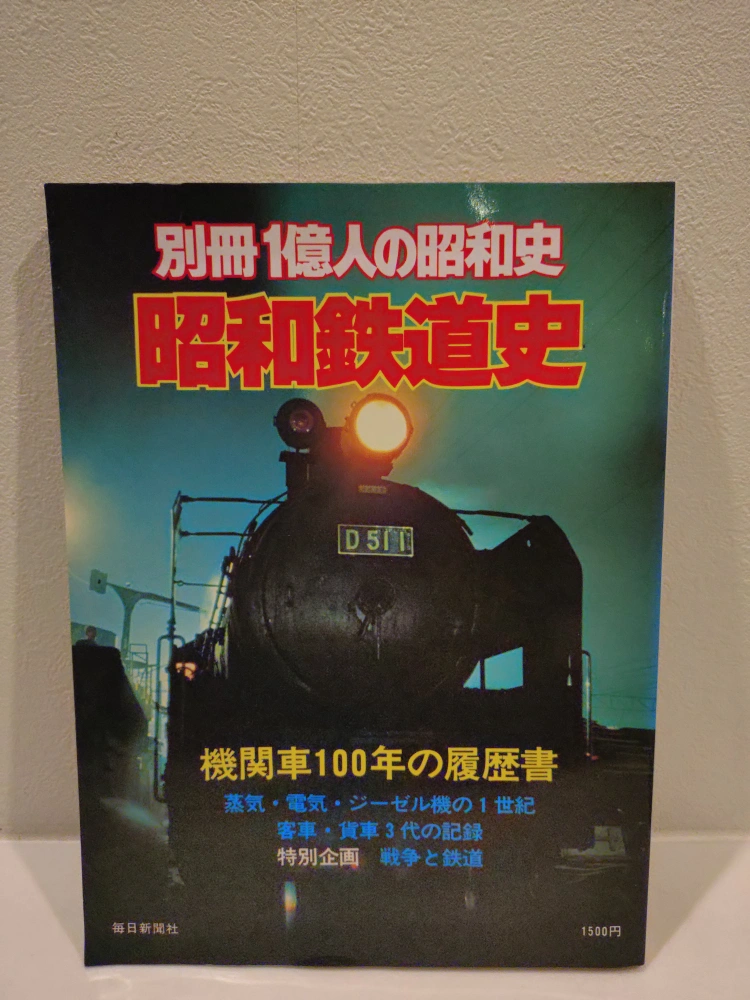 別冊1億人の昭和史
昭和鉄道史
D511
機関車100年の履歴書
蒸気・電気・ジーゼル機の1世紀
客車・貨車3代の記録
特別企画 戦争と鉄道
毎日新聞社
1500円